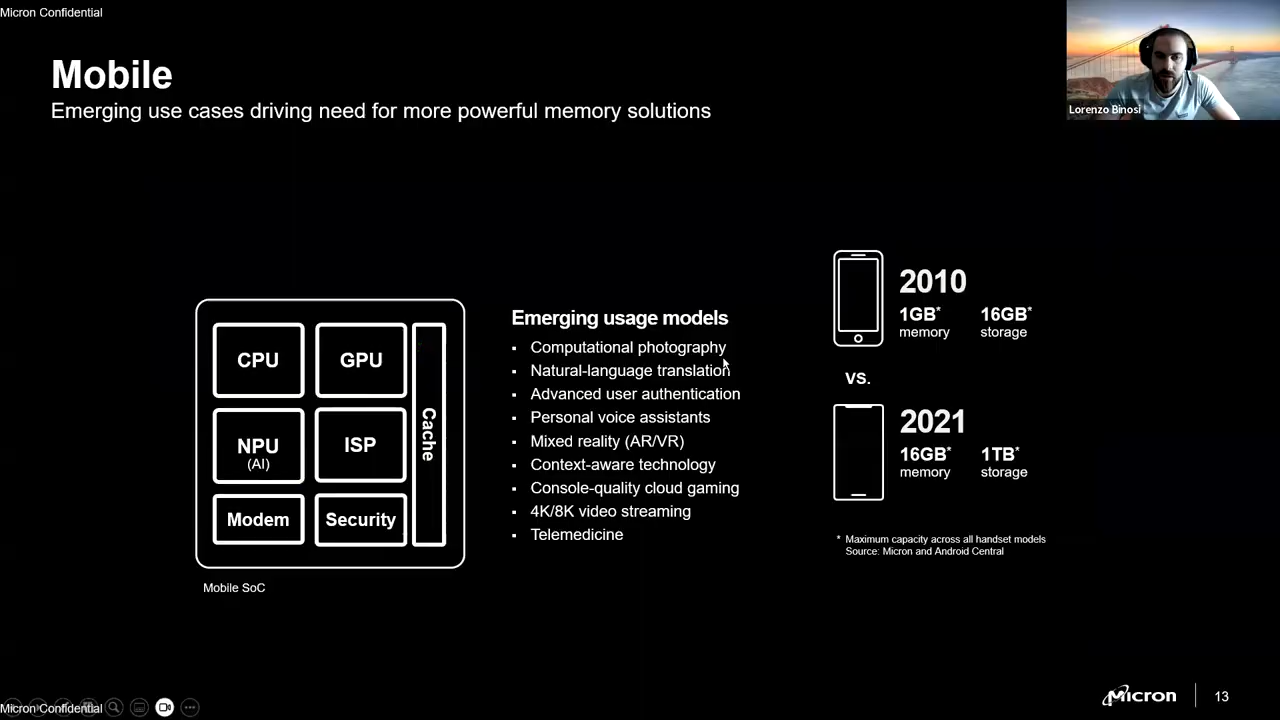 Micron Confidential
Mobile
Emerging use cases driving need for more powerful memory solutions
Lorenzo Binosi
CPU
GPU
NPU
(AI)
ISP
Cache
Modem
Security
Mobile SoC
Emerging usage models
▪ Computational photography
▪ Natural-language translation
▪ Advanced user authentication
▪ Personal voice assistants
▪ Mixed reality (AR/VR)
▪ Context-aware technology
▪ Console-quality cloud gaming
▪ 4K/8K video streaming
▪ Telemedicine
2010
1GB* 16GB*
memory storage
VS.
2021
16GB* 1TB*
memory storage
* Maximum capacity across all handset models
Source: Micron and Android Central
Micron Confidential
Micron 13